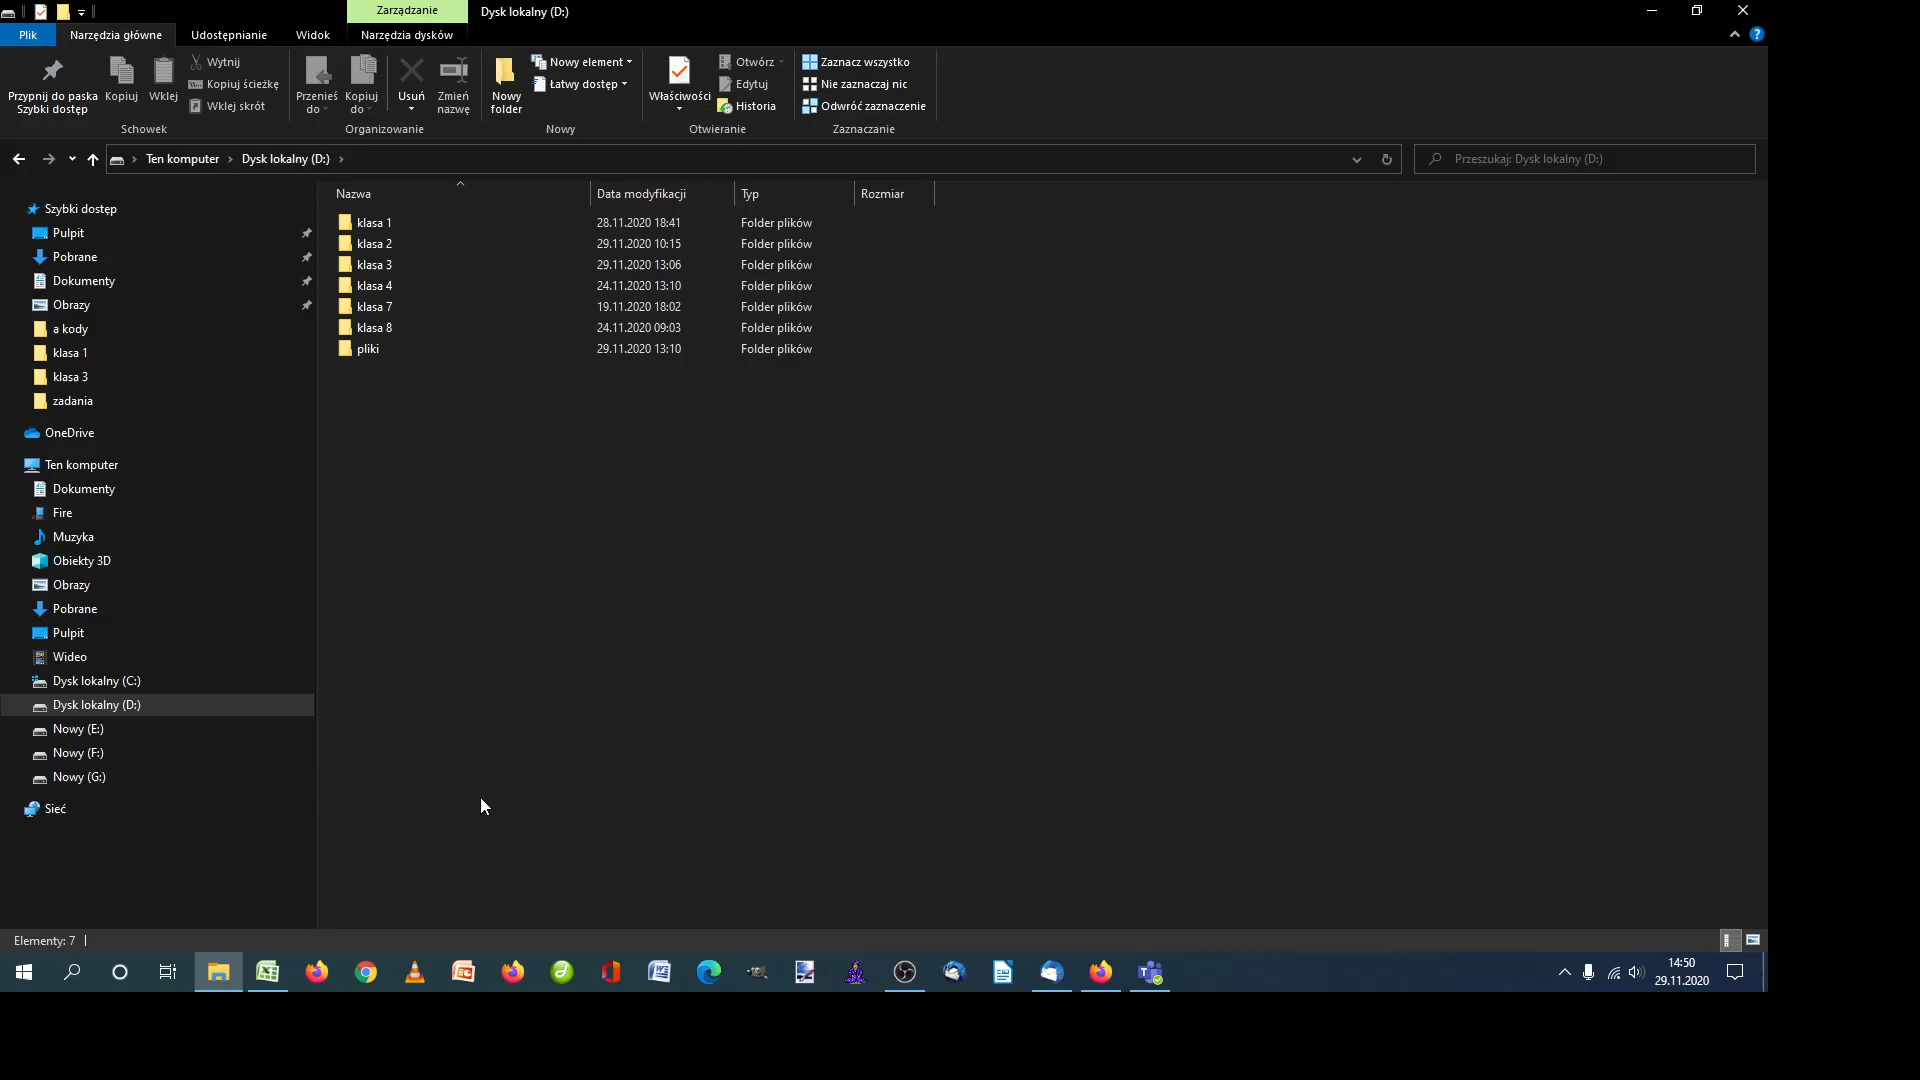 Zarządzanie
Dysk lokalny (D:)
Plik
Narzędzia główne
Udostępnianie
Widok
Narzędzia dysków
Przypnij do paska
Szybki dostęp
Kopiuj
Wklej
Wytnij
Kopiuj ścieżkę
Wklej skrót
Schowek
Przenieś
do
Kopiuj
do
Usuń
Zmień
nazwę
Organizowanie
Nowy
folder
Nowy element
Łatwy dostęp
Nowy
Właściwości
Otwórz
Edytuj
Historia
Otwieranie
Zaznacz wszystko
Nie zaznaczaj nic
Odwróć zaznaczenie
Zaznaczanie
Ten komputer
Dysk lokalny (D:)
Przeszukaj: Dysk lokalny (D:)
Szybki dostęp
Pulpit
Pobrane
Dokumenty
Obrazy
a kody
klasa 1
klasa 3
zadania
OneDrive
Ten komputer
Dokumenty
Fire
Muzyka
Obiekty 3D
Obrazy
Pobrane
Pulpit
Wideo
Dysk lokalny (C:)
Dysk lokalny (D:)
Nowy (E:)
Nowy (F:)
Nowy (G:)
Sieć
Nazwa Data modyfikacji Typ Rozmiar
klasa 1 28.11.2020 18:41 Folder plików
klasa 2 29.11.2020 10:15 Folder plików
klasa 3 29.11.2020 13:06 Folder plików
klasa 4 24.11.2020 13:10 Folder plików
klasa 7 19.11.2020 18:02 Folder plików
klasa 8 24.11.2020 09:03 Folder plików
pliki 29.11.2020 13:10 Folder plików
Elementy: 7
14:50
29.11.2020